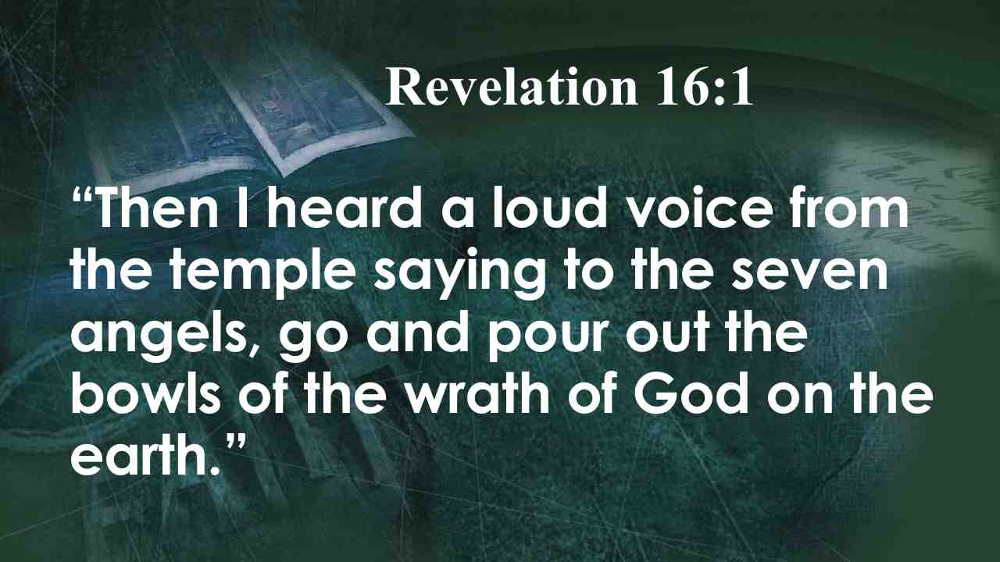 Revelation 16:1
“Then I heard a loud voice from
the temple saying to the seven
angels, go and pour out the
bowls of the wrath of God on the
earth.”